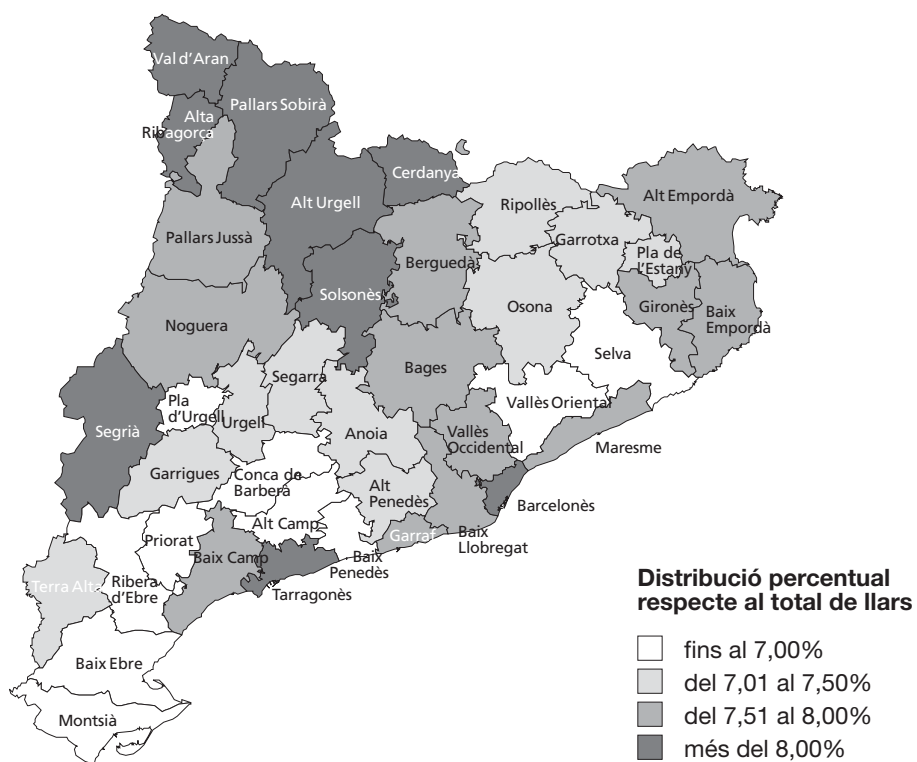 Val d'Aran
Alta
Ribagorça
Pallars Sobirà
Cerdanya
Alt Urgell
Ripollès
Alt Empordà
Garrotxa
Pallars Jussà
Berguedà
Pla de
l'Estany
Solsonès
Osona
Gironès
Baix
Empordà
Noguera
Selva
Bages
Segarra
Pla
d'Urgell
Urgell
Vallès Oriental
Segrià
Anoia
Vallès
Occidental
Maresme
Garrigues
Conca de
Barberà
Alt
Penedès
Barcelonès
Alt Camp
Priorat
Garraf
Baix
Llobregat
Baix Camp
Baix
Penedès
Terra Alta
Ribera
d'Ebre
Tarragonès
Baix Ebre
Montsià
Distribució percentual
respecte al total de llars
fins al 7,00%
del 7,01 al 7,50%
del 7,51 al 8,00%
més del 8,00%